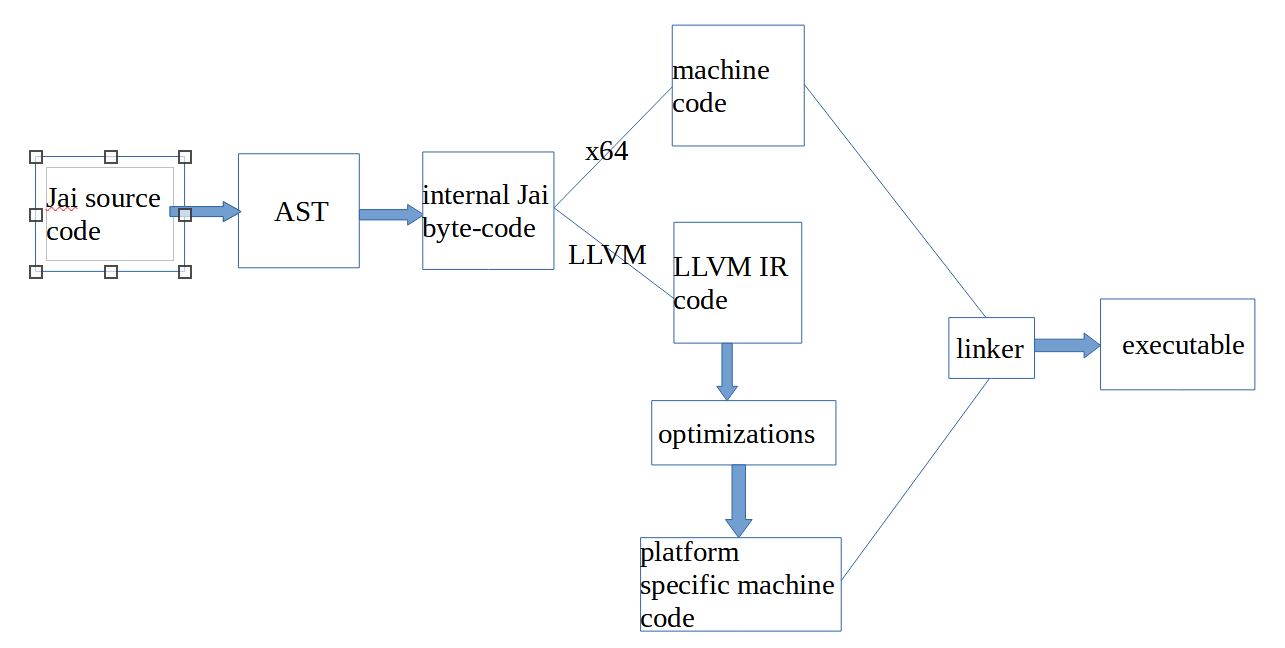 Jai source
code
AST
internal Jai
byte-code
x64
machine
code
LLVM
LLVM IR
code
optimizations
platform
specific machine
code
linker
executable